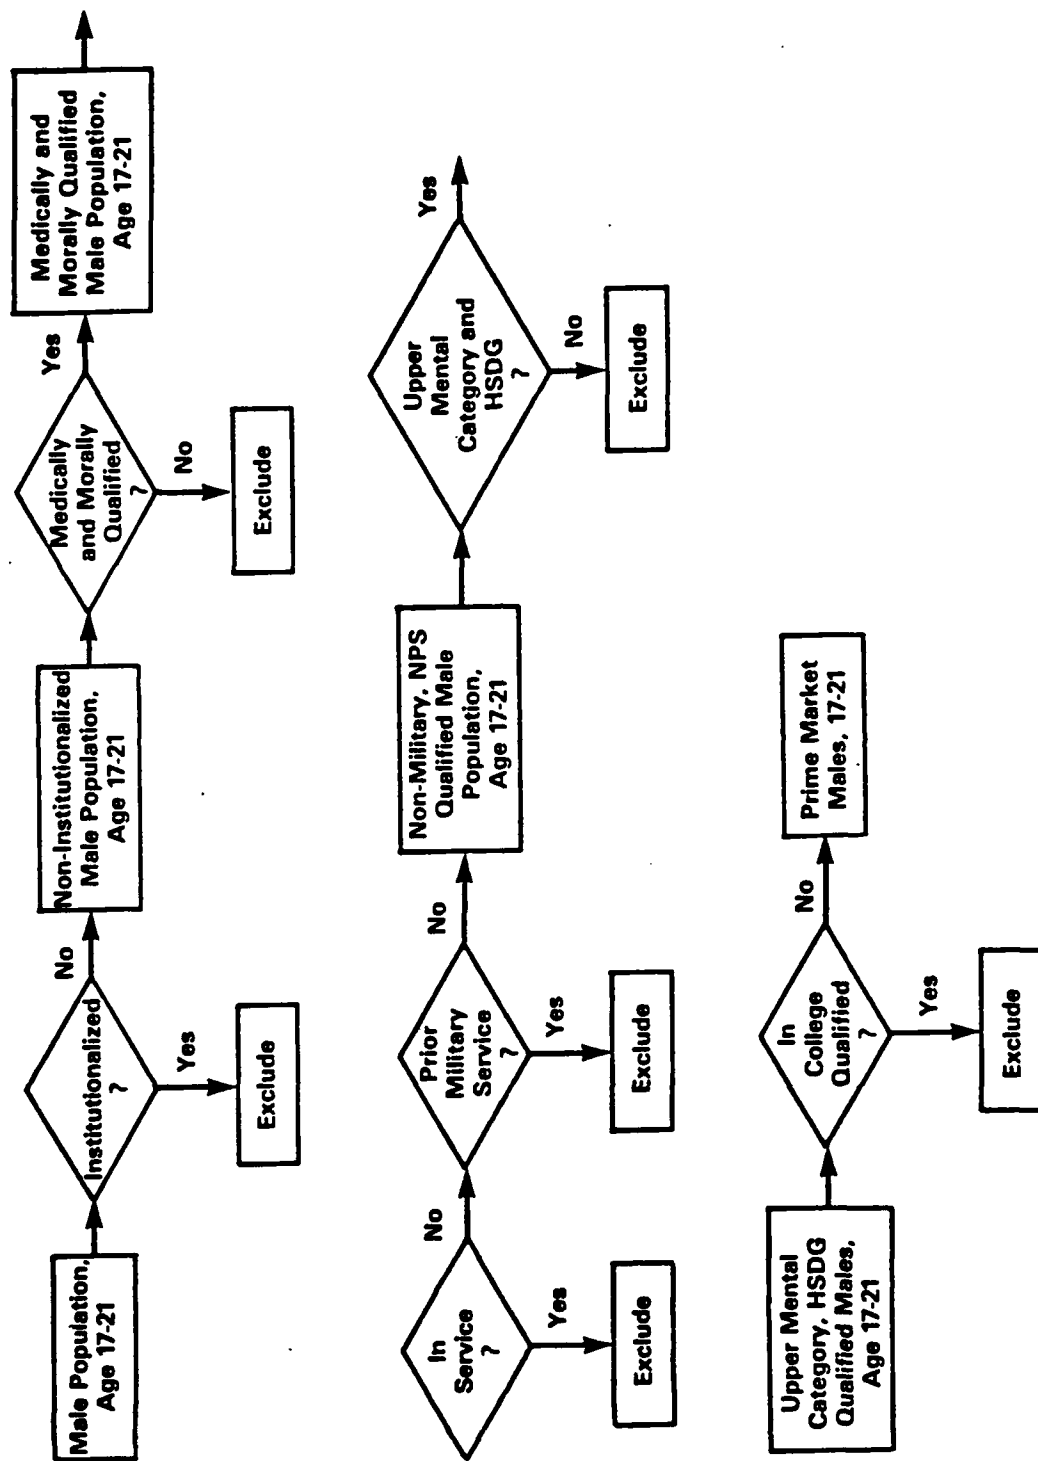 Male Population,
Age 17-21
Institutionalized
?
No
Yes
Exclude
Non-Institutionalized
Male Population,
Age 17-21
Medically
and Morally
Qualified
?
Yes
No
Exclude
Medically and
Morally Qualified
Male Population,
Age 17-21
In
Service
?
No
Yes
Exclude
Prior
Military
Service
?
No
Yes
Exclude
Non-Military, NPS
Qualified Male
Population,
Age 17-21
Upper
Mental
Category and
HSDG
?
Yes
No
Exclude
Upper Mental
Category, HSDG
Qualified Males,
Age 17-21
In
College
Qualified
?
No
Yes
Exclude
Prime Market
Males, 17-21